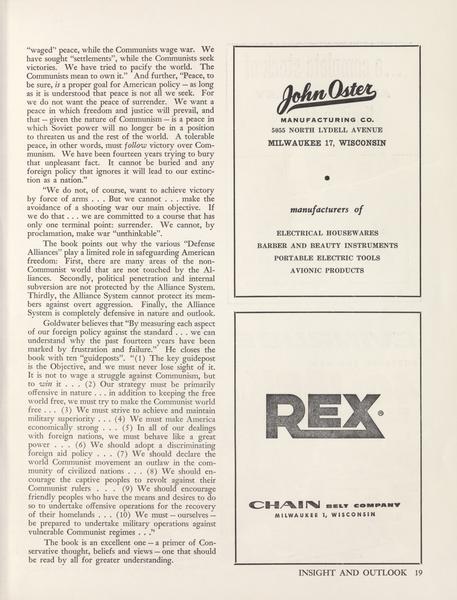 "waged" peace, while the Communists wage war. We
have sought "settlements", while the Communists seek
victories. We have tried to pacify the world. The
Communists mean to own it." And further, "Peace, to
be sure, is a proper goal for American policy – as long
as it is understood that peace is not all we seek. For
we do not want the peace of surrender. We want a
peace in which freedom and justice will prevail, and
that – given the nature of Communism – is a peace in
which Soviet power will no longer be in a position
to threaten us and the rest of the world. A tolerable
peace, in other words, must follow victory over Com-
munism. We have been fourteen years trying to bury
that unpleasant fact. It cannot be buried and any
foreign policy that ignores it will lead to our extinc-
tion as a nation."
"We do not, of course, want to achieve victory
by force of arms . . . But we cannot . . . make the
avoidance of a shooting war our main objective. If
we do that . . . we are committed to a course that has
only one terminal point: surrender. We cannot, by
proclamation, make war "unthinkable".
The book points out why the various "Defense
Alliances" play a limited role in safeguarding American
freedom: First, there are many areas of the non-
Communist world that are not touched by the Al-
liances. Secondly, political penetration and internal
subversion are not protected by the Alliance System.
Thirdly, the Alliance System cannot protect its mem-
bers against overt aggression. Finally, the Alliance
System is completely defensive in nature and outlook.
Goldwater believes that "By measuring each aspect
of our foreign policy against the standard . . . we can
understand why the past fourteen years have been
marked by frustration and failure." He closes the
book with ten "guideposts". "(1) The key guidepost
is the Objective, and we must never lose sight of it.
It is not to wage a struggle against Communism, but
to win it . . . (2) Our strategy must be primarily
offensive in nature . . . in addition to keeping the free
world free, we must try to make the Communist world
free . . . (3) We must strive to achieve and maintain
military superiority . . . (4) We must make America
economically strong . . . (5) In all of our dealings
with foreign nations, we must behave like a great
power . . . (6) We should adopt a discriminating
foreign aid policy . . . (7) We should declare the
world Communist movement an outlaw in the com-
munity of civilized nations . . . (8) We should en-
courage the captive peoples to revolt against their
Communist rulers . . . . (9) We should encourage
friendly peoples who have the means and desires to do
so to undertake offensive operations for the recovery
of their homelands . . . (10) We must – ourselves –
be prepared to undertake military operations against
vulnerable Communist regimes . . ."
The book is an excellent one – a primer of Con-
servative thought, beliefs and views – one that should
be read by all for greater understanding.
John Oster
MANUFACTURING CO.
5055 NORTH LYDELL AVENUE
MILWAUKEE 17, WISCONSIN
•
manufacturers of
ELECTRICAL HOUSEWARES
BARBER AND BEAUTY INSTRUMENTS
PORTABLE ELECTRIC TOOLS
AVIONIC PRODUCTS
REX®
CHAIN BELT COMPANY
MILWAUKEE 1, WISCONSIN
INSIGHT AND OUTLOOK 19